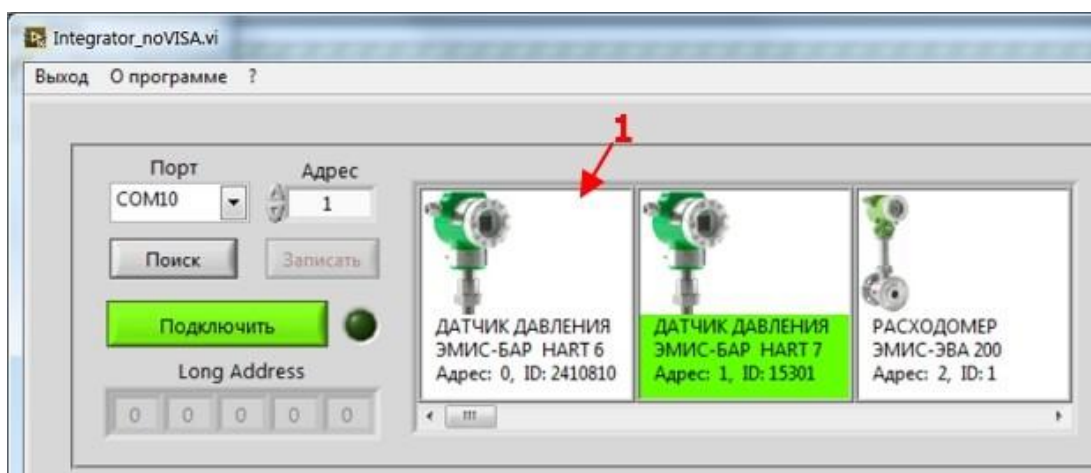 Integrator_noVISA.vi
Выход О программе ?
1
Порт
Адрес
COM10
1
Поиск
Записать
Подключить
Long Address
0 0 0 0 0
ДАТЧИК ДАВЛЕНИЯ
ЭМИС-БАР HART 6
Адрес: 0, ID: 2410810
ДАТЧИК ДАВЛЕНИЯ
ЭМИС-БАР HART 7
Адрес: 1, ID: 15301
РАСХОДОМЕР
ЭМИС-ЭВА 200
Адрес: 2, ID: 1